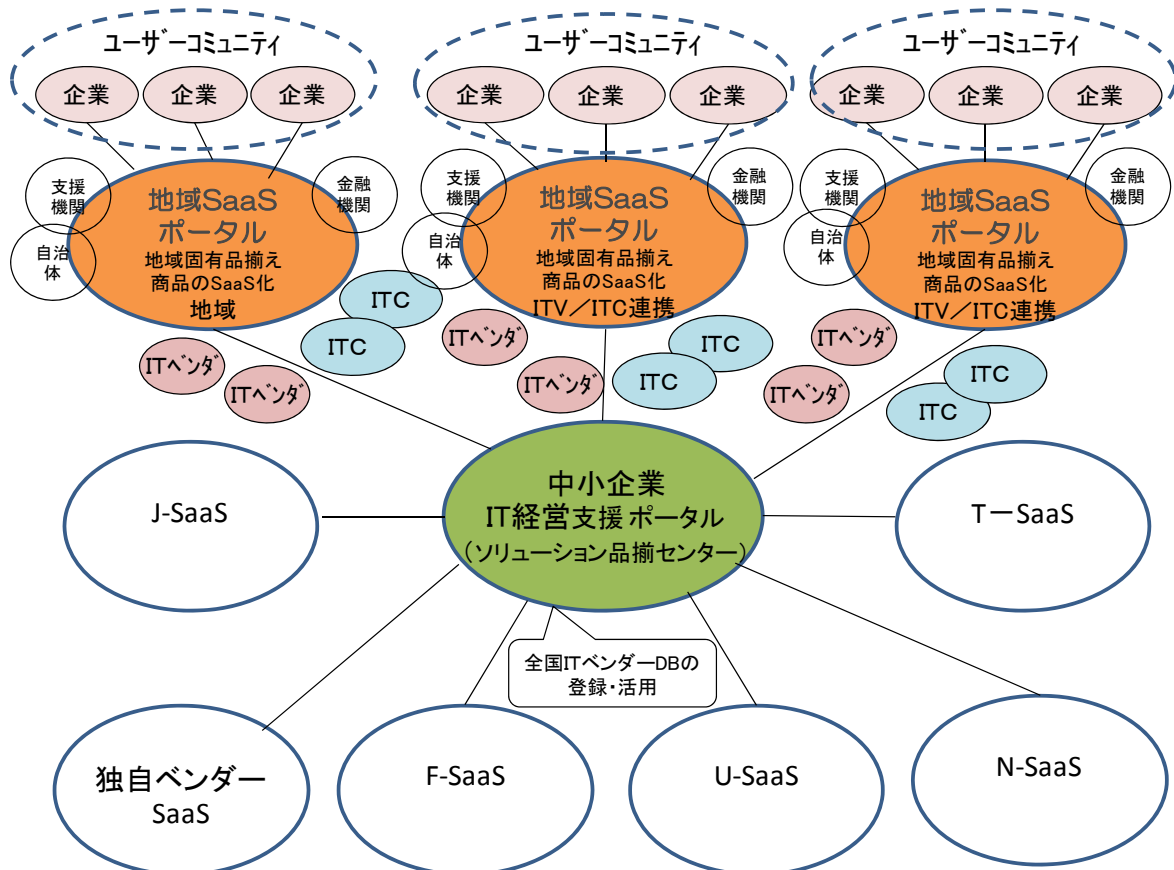 ユーザーコミュニティ
企業
企業
企業
ユーザーコミュニティ
企業
企業
企業
ユーザーコミュニティ
企業
企業
企業
支援
機関
自治
体
金融
機関
地域SaaS
ポータル
地域固有品揃え
商品のSaaS化
地域
支援
機関
自治
体
金融
機関
地域SaaS
ポータル
地域固有品揃え
商品のSaaS化
ITV／ITC連携
支援
機関
自治
体
金融
機関
地域SaaS
ポータル
地域固有品揃え
商品のSaaS化
ITV／ITC連携
ITベンダ
ITベンダ
ITC
ITC
ITベンダ
ITベンダ
ITC
ITC
ITベンダ
ITベンダ
ITC
ITC
J-SaaS
中小企業
IT経営支援ポータル
（ソリューション品揃センター）
TーSaaS
全国ITベンダーDBの
登録・活用
独自ベンダー
SaaS
F-SaaS
U-SaaS
N-SaaS